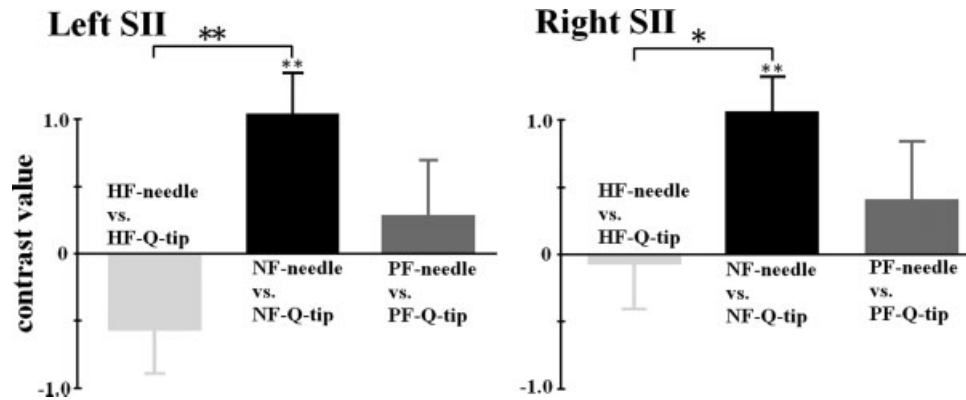 Left SII
**
**
contrast value
1.0
0
-1.0
HF-needle
vs.
HF-Q-tip
NF-needle
vs.
NF-Q-tip
PF-needle
vs.
PF-Q-tip
Right SII
*
**
1.0
0
-1.0
HF-needle
vs.
HF-Q-tip
NF-needle
vs.
NF-Q-tip
PF-needle
vs.
PF-Q-tip